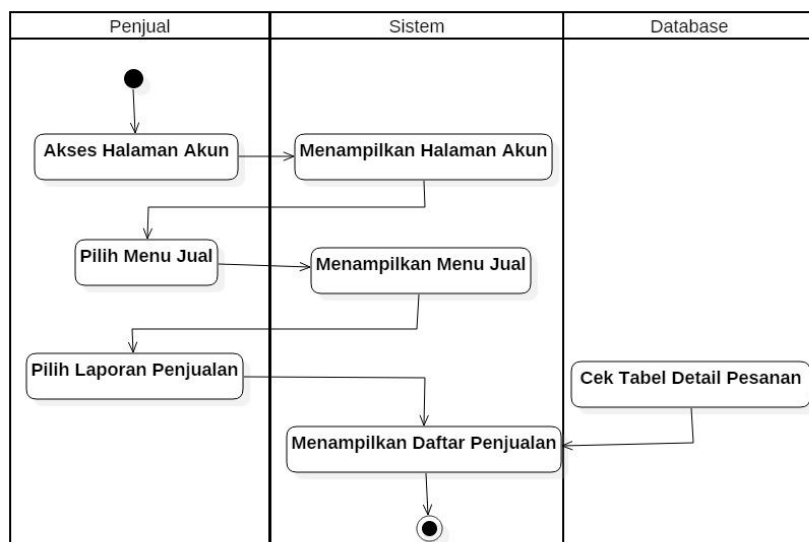 Penjual
Sistem
Database
Akses Halaman Akun
Menampilkan Halaman Akun
Pilih Menu Jual
Menampilkan Menu Jual
Pilih Laporan Penjualan
Cek Tabel Detail Pesanan
Menampilkan Daftar Penjualan